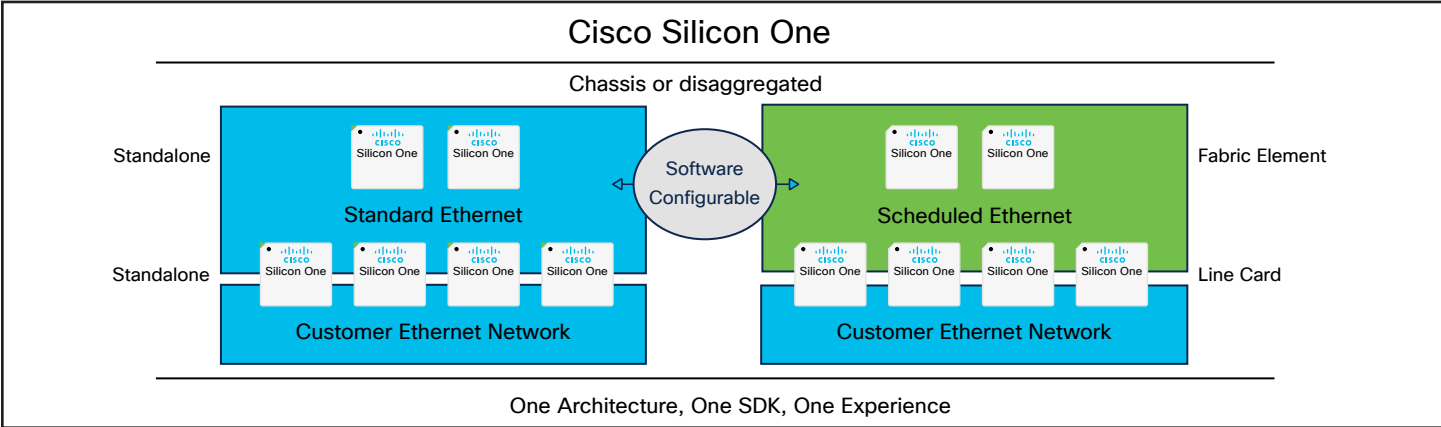 Cisco Silicon One
Chassis or disaggregated
Standalone
CISCO
Silicon One
CISCO
Silicon One
Standard Ethernet
Software
Configurable
CISCO
Silicon One
CISCO
Silicon One
Scheduled Ethernet
Fabric Element
Standalone
CISCO
Silicon One
CISCO
Silicon One
CISCO
Silicon One
CISCO
Silicon One
Customer Ethernet Network
CISCO
Silicon One
CISCO
Silicon One
CISCO
Silicon One
CISCO
Silicon One
Line Card
Customer Ethernet Network
One Architecture, One SDK, One Experience